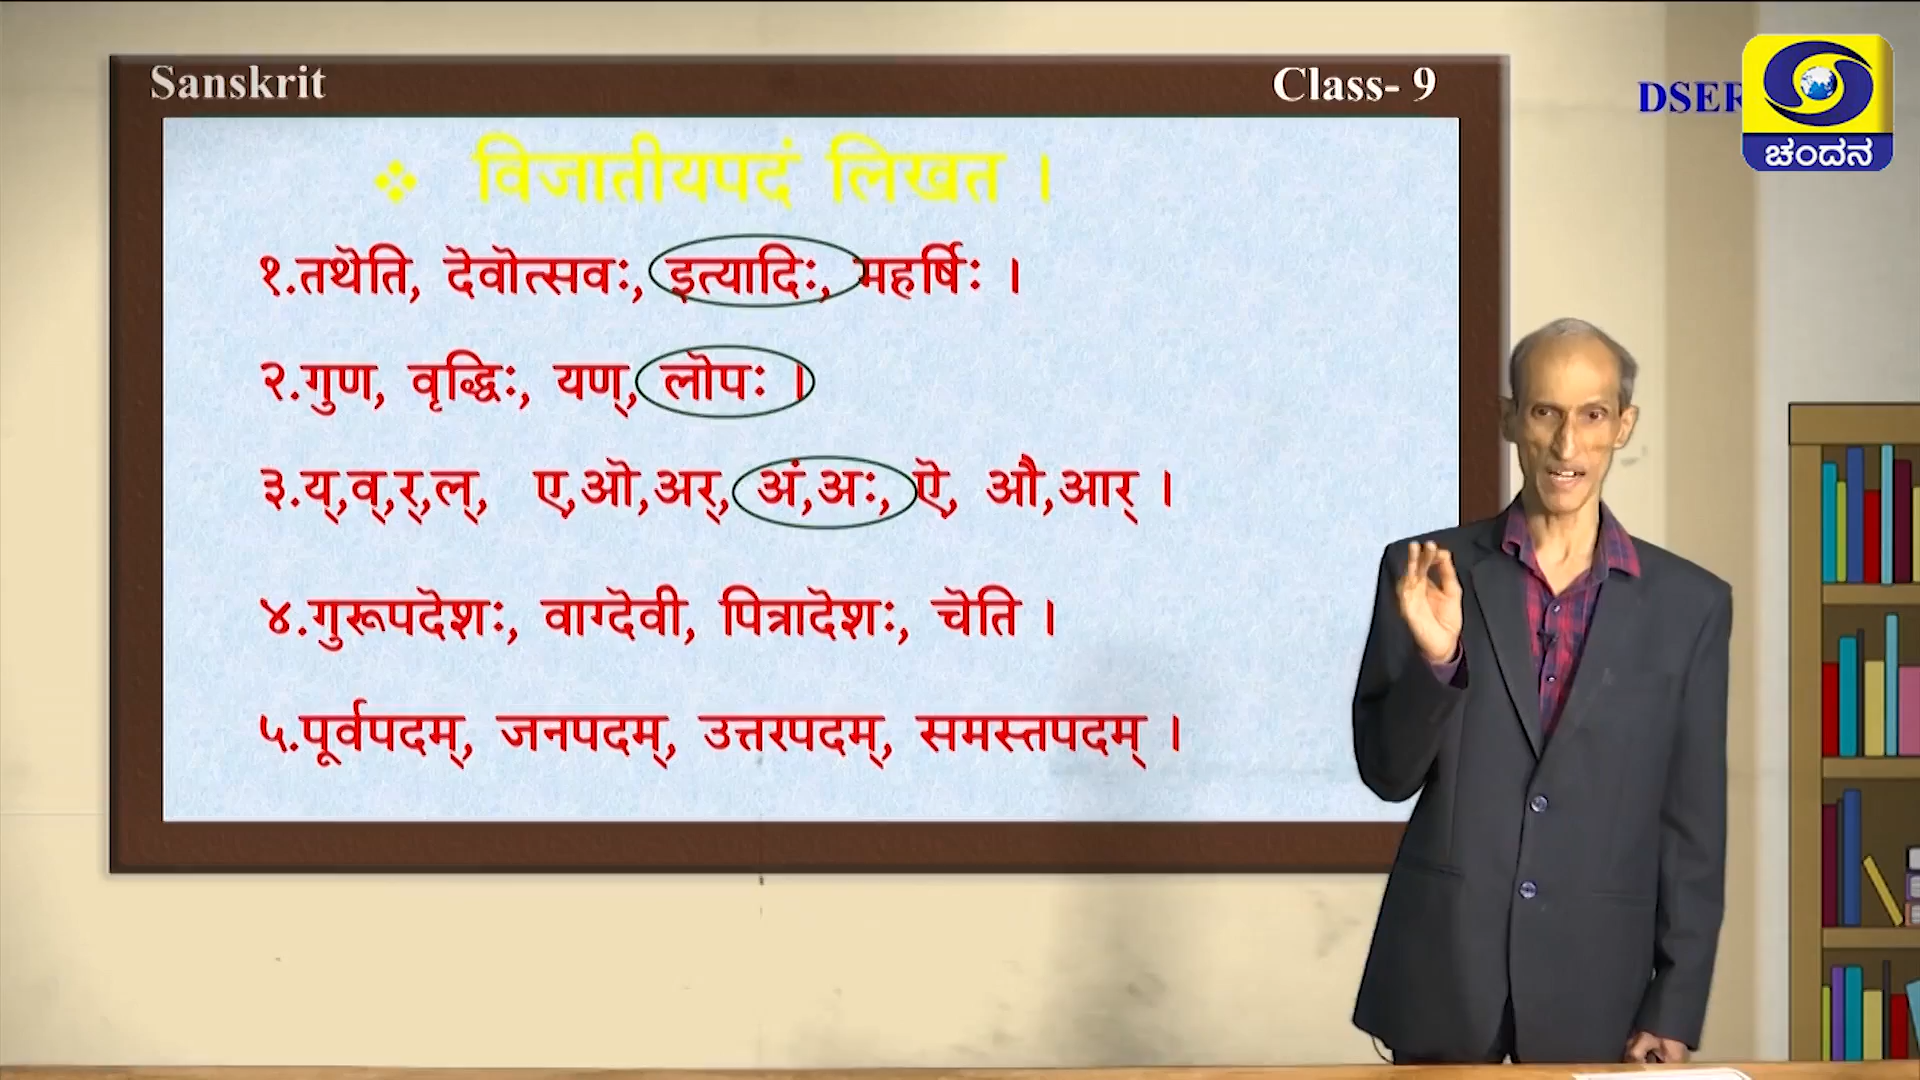 Sanskrit
Class- 9
DSER
ಚಂದನ
❖ विजातीयपदं लिखत ।
१.तथॆति, दॆवॊत्सवः, इत्यादिः, महर्षिः ।
२.गुण, वृद्धिः, यण्, लॊपः ।
३.य्,व्,र्,ल्, ए,ऒ,अर्, अं,अः, ऎ, औ,आर् ।
४.गुरूपदॆशः, वाग्दॆवी, पित्रादॆशः, चॆति ।
५.पूर्वपदम्, जनपदम्, उत्तरपदम्, समस्तपदम् ।